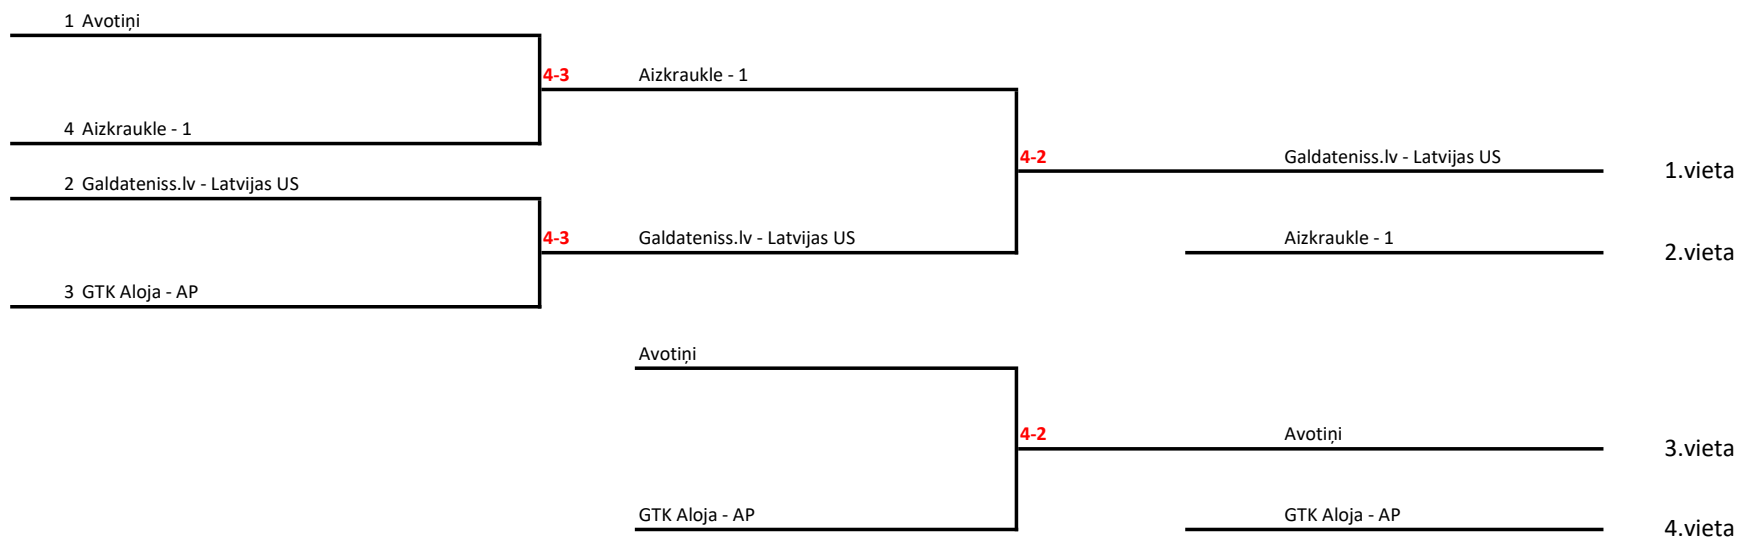 1 Avotiņi
4-3 Aizkraukle - 1
4 Aizkraukle - 1
4-2 Galdateniss.lv - Latvijas US 1.vieta
2 Galdateniss.lv - Latvijas US
4-3 Galdateniss.lv - Latvijas US Aizkraukle - 1 2.vieta
3 GTK Aloja - AP
Avotiņi
4-2 Avotiņi 3.vieta
GTK Aloja - AP GTK Aloja - AP 4.vieta